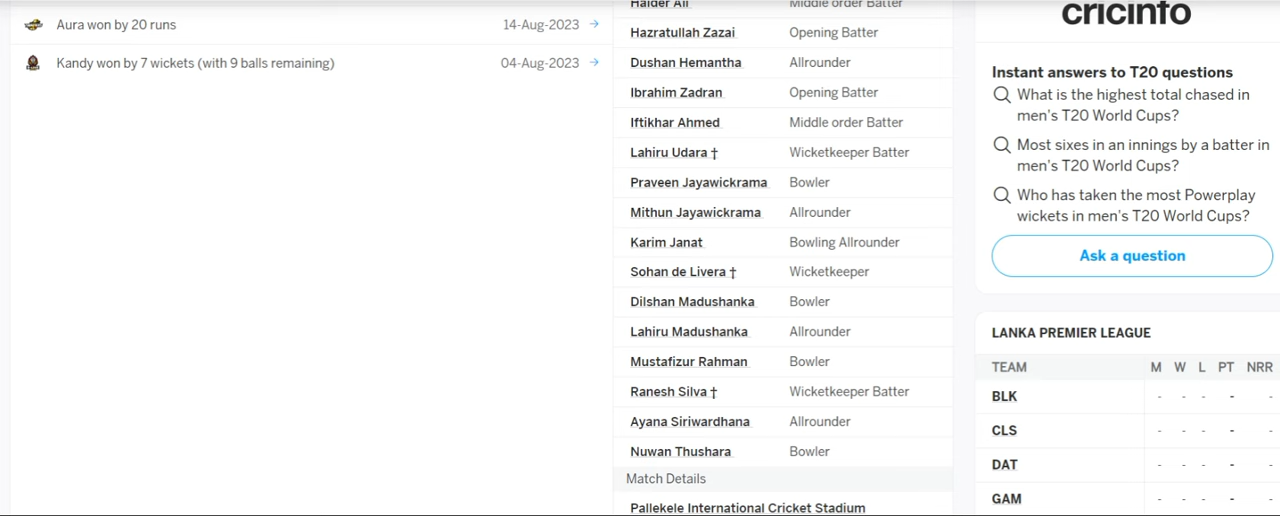 Aura won by 20 runs 14-Aug-2023 →
Kandy won by 7 wickets (with 9 balls remaining) 04-Aug-2023 →
Haider Ali Middle order Batter
Hazratullah Zazai Opening Batter
Dushan Hemantha Allrounder
Ibrahim Zadran Opening Batter
Iftikhar Ahmed Middle order Batter
Lahiru Udara † Wicketkeeper Batter
Praveen Jayawickrama Bowler
Mithun Jayawickrama Allrounder
Karim Janat Bowling Allrounder
Sohan de Livera † Wicketkeeper
Dilshan Madushanka Bowler
Lahiru Madushanka Allrounder
Mustafizur Rahman Bowler
Ranesh Silva † Wicketkeeper Batter
Ayana Siriwardhana Allrounder
Nuwan Thushara Bowler
Match Details
Pallekele International Cricket Stadium
cricinfo
Instant answers to T20 questions
What is the highest total chased in
men's T20 World Cups?
Most sixes in an innings by a batter in
men's T20 World Cups?
Who has taken the most Powerplay
wickets in men's T20 World Cups?
Ask a question
LANKA PREMIER LEAGUE
TEAM M W L PT NRR
BLK - - - - -
CLS - - - - -
DAT - - - - -
GAM - - - - -